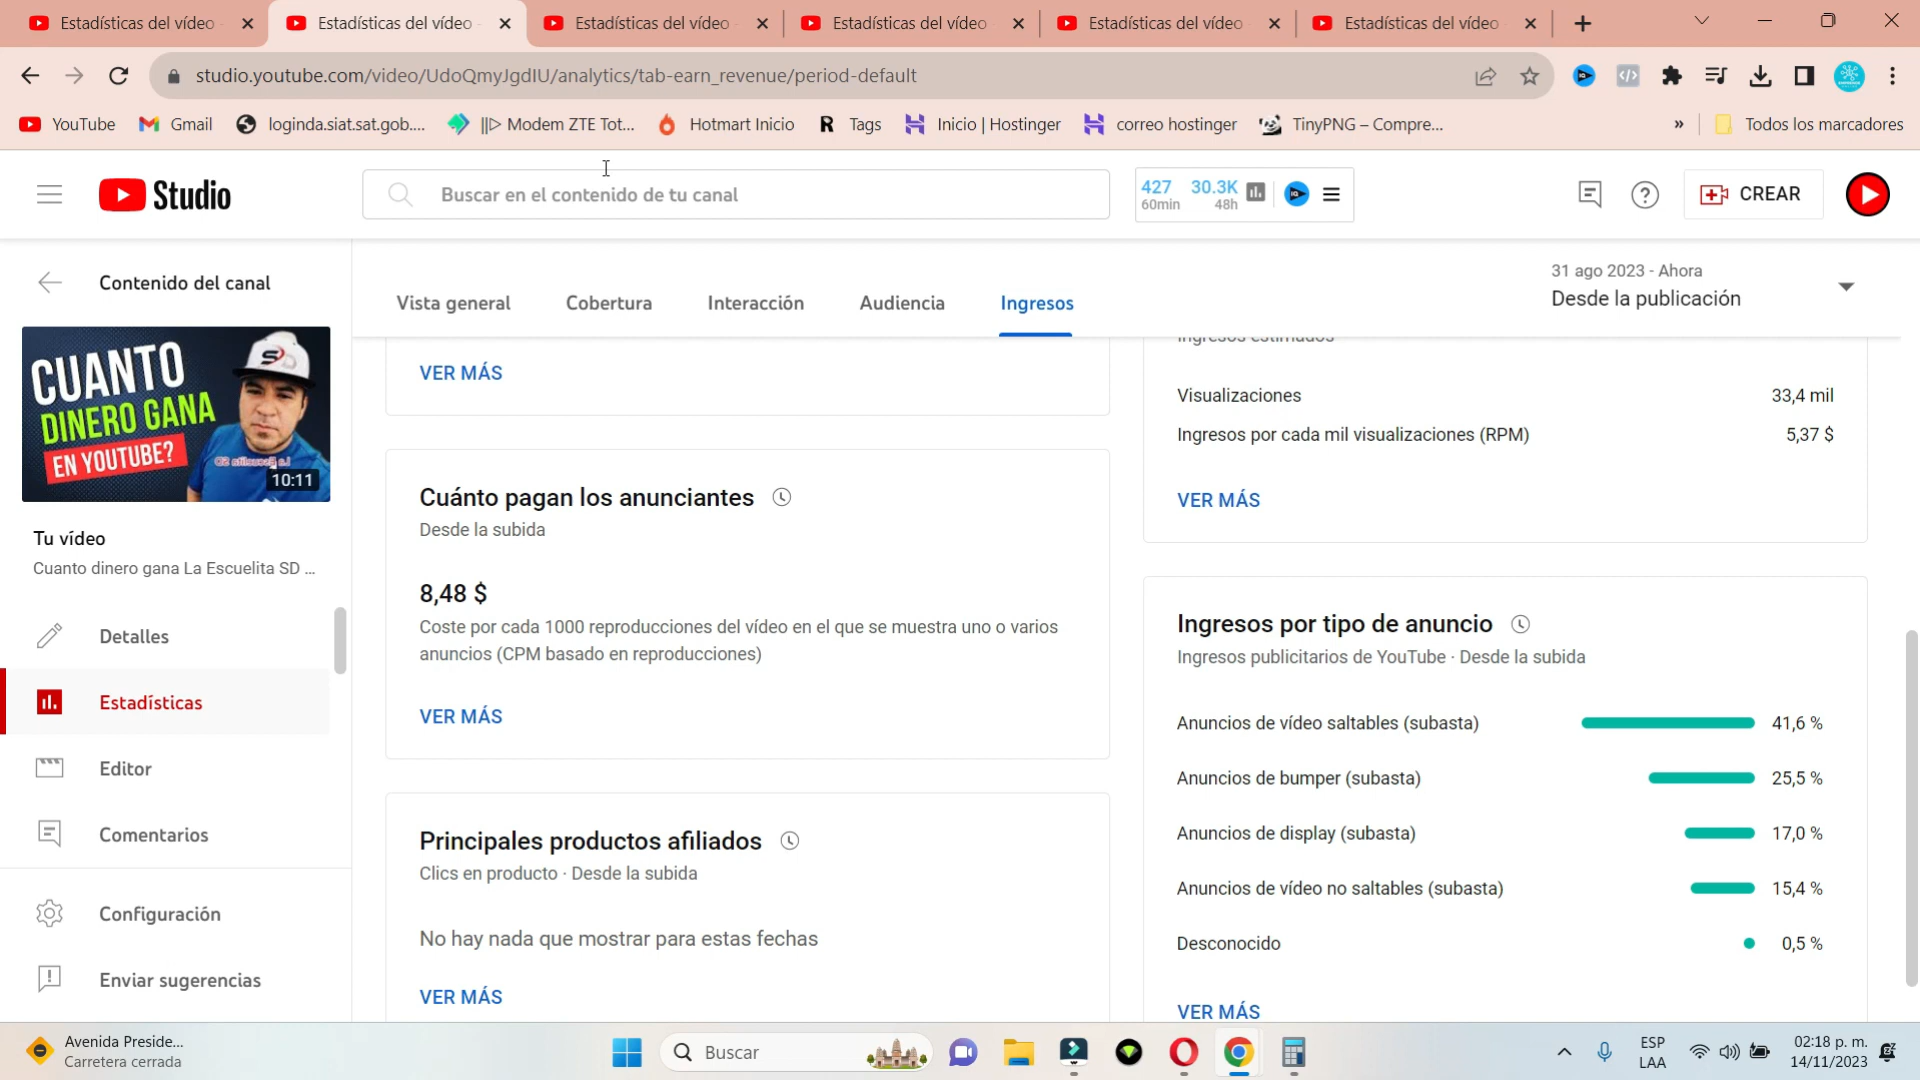 Estadísticas del vídeo
Estadísticas del vídeo
Estadísticas del vídeo
Estadísticas del vídeo
Estadísticas del vídeo
Estadísticas del vídeo
studio.youtube.com/video/UdoQmyJgdIU/analytics/tab-earn_revenue/period-default
YouTube
Gmail
loginda.siat.sat.gob....
||▷ Modem ZTE Tot...
Hotmart Inicio
R Tags
Inicio | Hostinger
correo hostinger
TinyPNG – Compre...
»
Todos los marcadores
Studio
Buscar en el contenido de tu canal
427 30.3K
60min 48h
CREAR
Contenido del canal
CUANTO
DINERO GANA
EN YOUTUBE?
10:11
Tu vídeo
Cuanto dinero gana La Escuelita SD ...
Detalles
Estadísticas
Editor
Comentarios
Configuración
Enviar sugerencias
Vista general
Cobertura
Interacción
Audiencia
Ingresos
31 ago 2023 - Ahora
Desde la publicación
VER MÁS
Cuánto pagan los anunciantes
Desde la subida
8,48 $
Coste por cada 1000 reproducciones del vídeo en el que se muestra uno o varios
anuncios (CPM basado en reproducciones)
VER MÁS
Principales productos afiliados
Clics en producto · Desde la subida
No hay nada que mostrar para estas fechas
VER MÁS
Ingresos estimados
Visualizaciones 33,4 mil
Ingresos por cada mil visualizaciones (RPM) 5,37 $
VER MÁS
Ingresos por tipo de anuncio
Ingresos publicitarios de YouTube · Desde la subida
Anuncios de vídeo saltables (subasta) 41,6 %
Anuncios de bumper (subasta) 25,5 %
Anuncios de display (subasta) 17,0 %
Anuncios de vídeo no saltables (subasta) 15,4 %
Desconocido 0,5 %
VER MÁS
Avenida Preside...
Carretera cerrada
Buscar
ESP
LAA
02:18 p. m.
14/11/2023